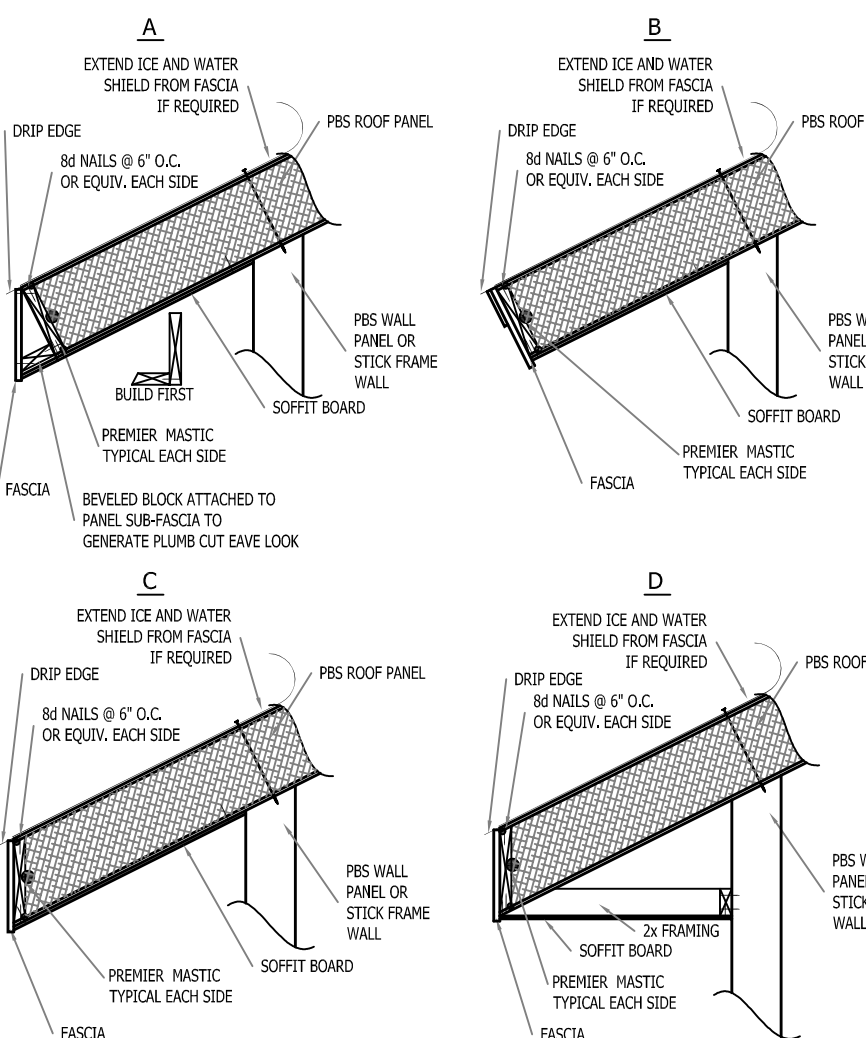 A
EXTEND ICE AND WATER
SHIELD FROM FASCIA
IF REQUIRED
DRIP EDGE
PBS ROOF PANEL
8d NAILS @ 6" O.C.
OR EQUIV. EACH SIDE
PBS WALL
PANEL OR
STICK FRAME
WALL
BUILD FIRST
SOFFIT BOARD
PREMIER MASTIC
TYPICAL EACH SIDE
FASCIA
BEVELED BLOCK ATTACHED TO
PANEL SUB-FASCIA TO
GENERATE PLUMB CUT EAVE LOOK
B
EXTEND ICE AND WATER
SHIELD FROM FASCIA
IF REQUIRED
DRIP EDGE
PBS ROOF
8d NAILS @ 6" O.C.
OR EQUIV. EACH SIDE
PBS W
PANEL
STICK
WALL
SOFFIT BOARD
PREMIER MASTIC
TYPICAL EACH SIDE
FASCIA
C
EXTEND ICE AND WATER
SHIELD FROM FASCIA
IF REQUIRED
DRIP EDGE
PBS ROOF PANEL
8d NAILS @ 6" O.C.
OR EQUIV. EACH SIDE
PBS WALL
PANEL OR
STICK FRAME
WALL
SOFFIT BOARD
PREMIER MASTIC
TYPICAL EACH SIDE
FASCIA
D
EXTEND ICE AND WATER
SHIELD FROM FASCIA
IF REQUIRED
DRIP EDGE
PBS ROOF
8d NAILS @ 6" O.C.
OR EQUIV. EACH SIDE
PBS W
PANEL
STICK
WALL
2x FRAMING
SOFFIT BOARD
PREMIER MASTIC
TYPICAL EACH SIDE
FASCIA